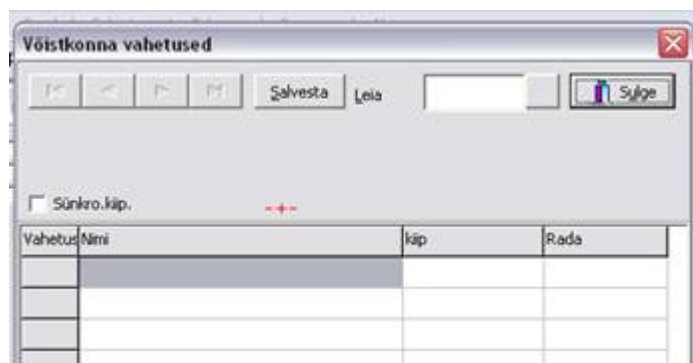 Võistkonna vahetused
Salvesta Leia Sulge
Sünkro.kiip. -+-
Vahetus Nimi kiip Rada